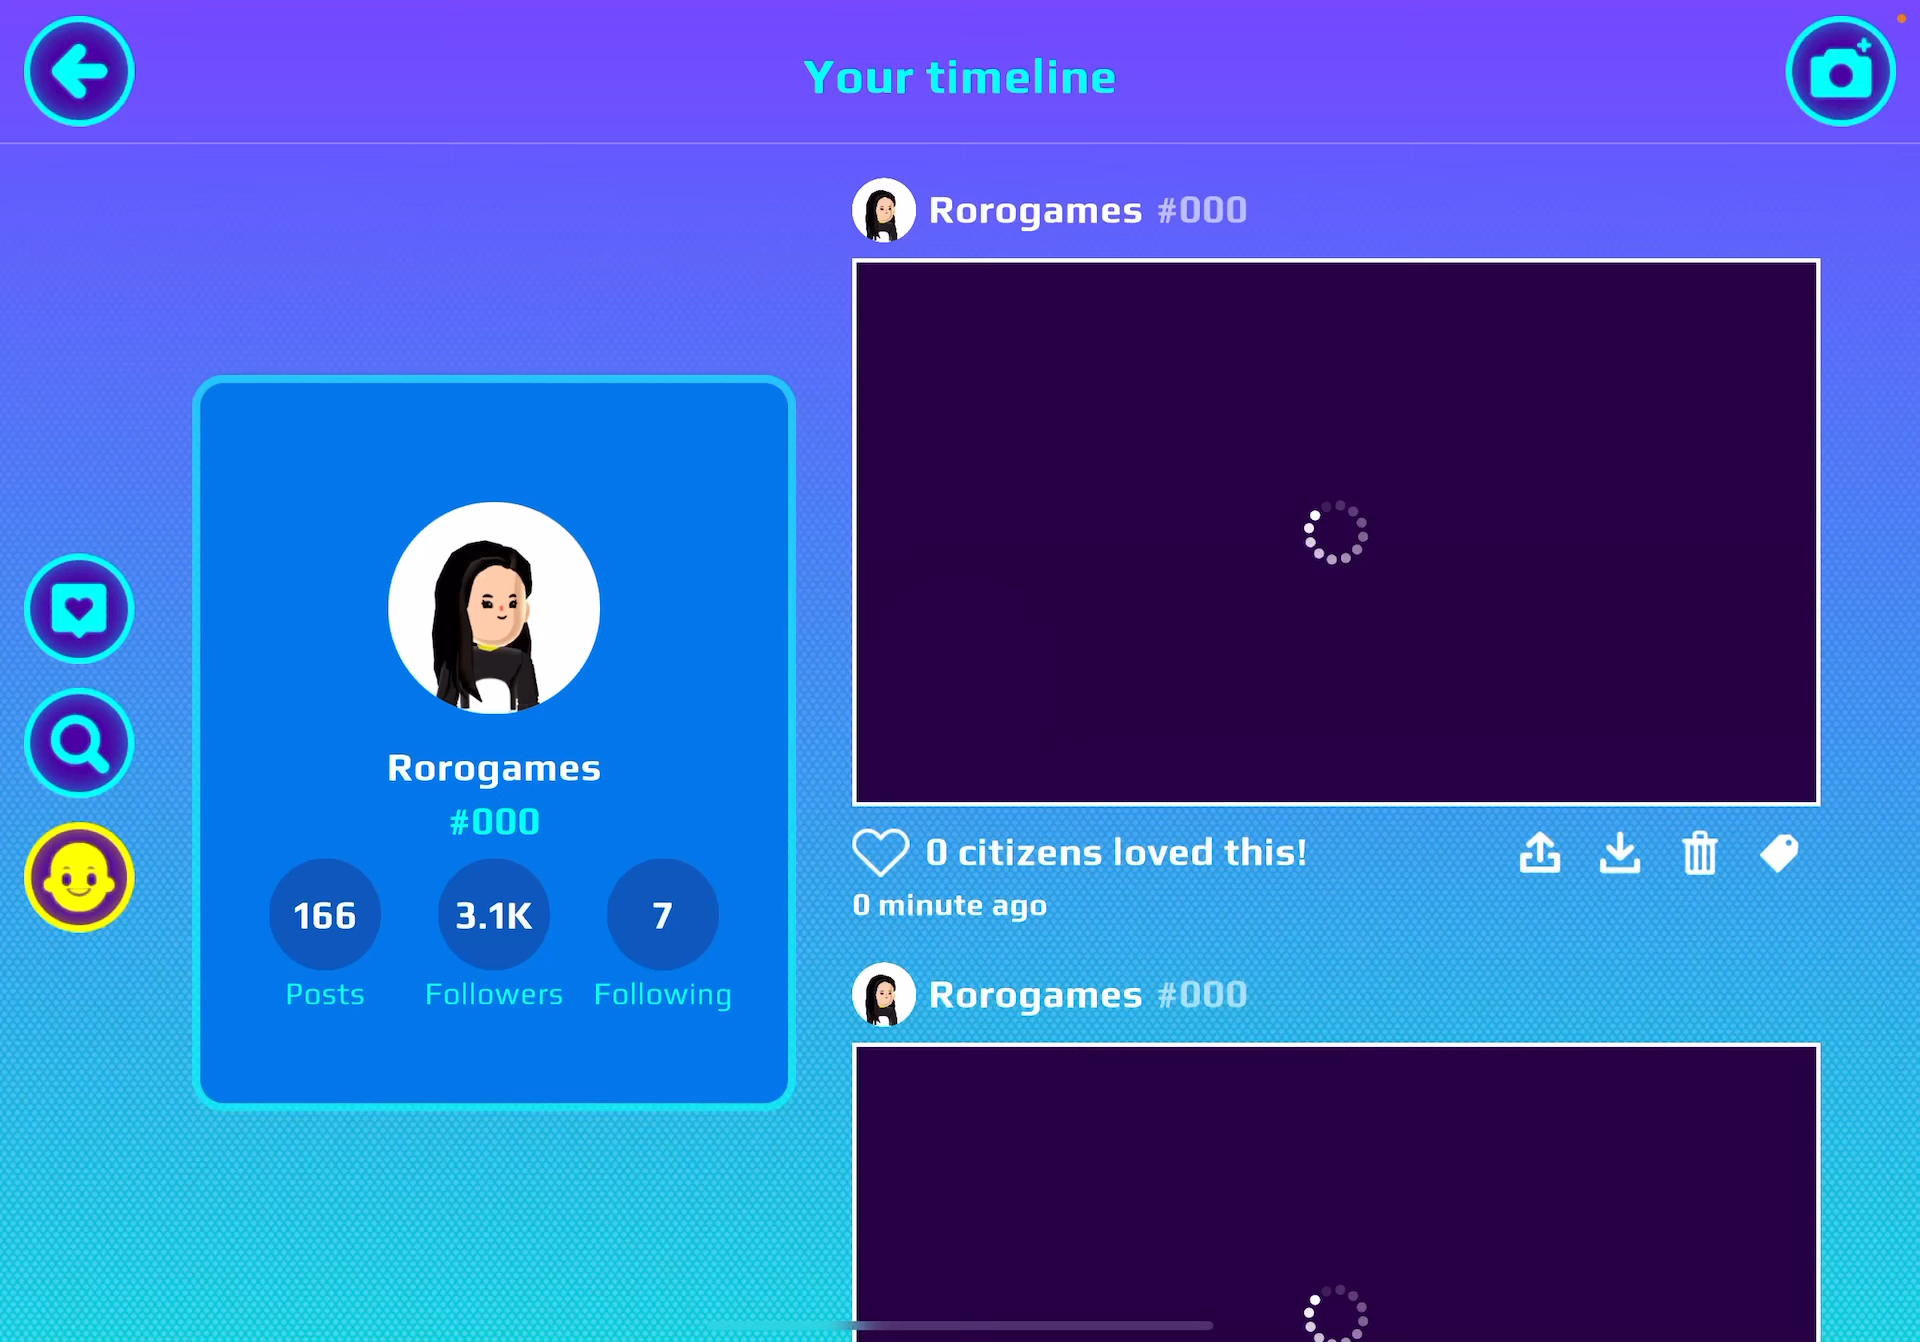 Your timeline
Rorogames #000
Rorogames
#000
166
3.1K
7
Posts
Followers
Following
0 citizens loved this!
0 minute ago
Rorogames #000